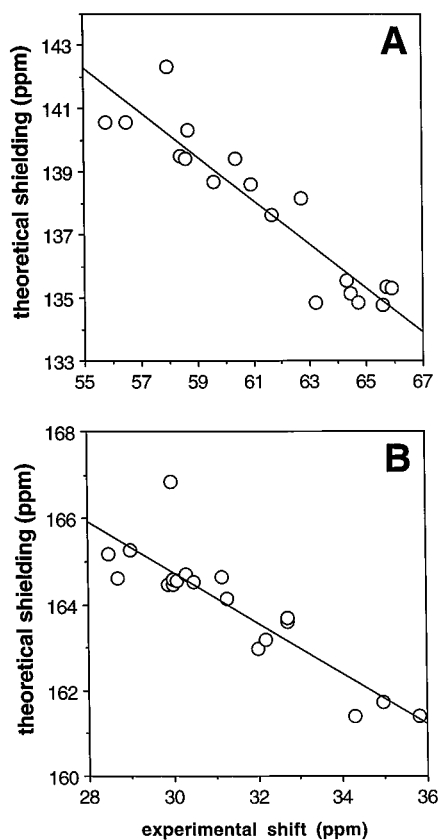 A
theoretical shielding (ppm)
143
141
139
137
135
133
55 57 59 61 63 65 67
B
theoretical shielding (ppm)
168
166
164
162
160
28 30 32 34 36
experimental shift (ppm)